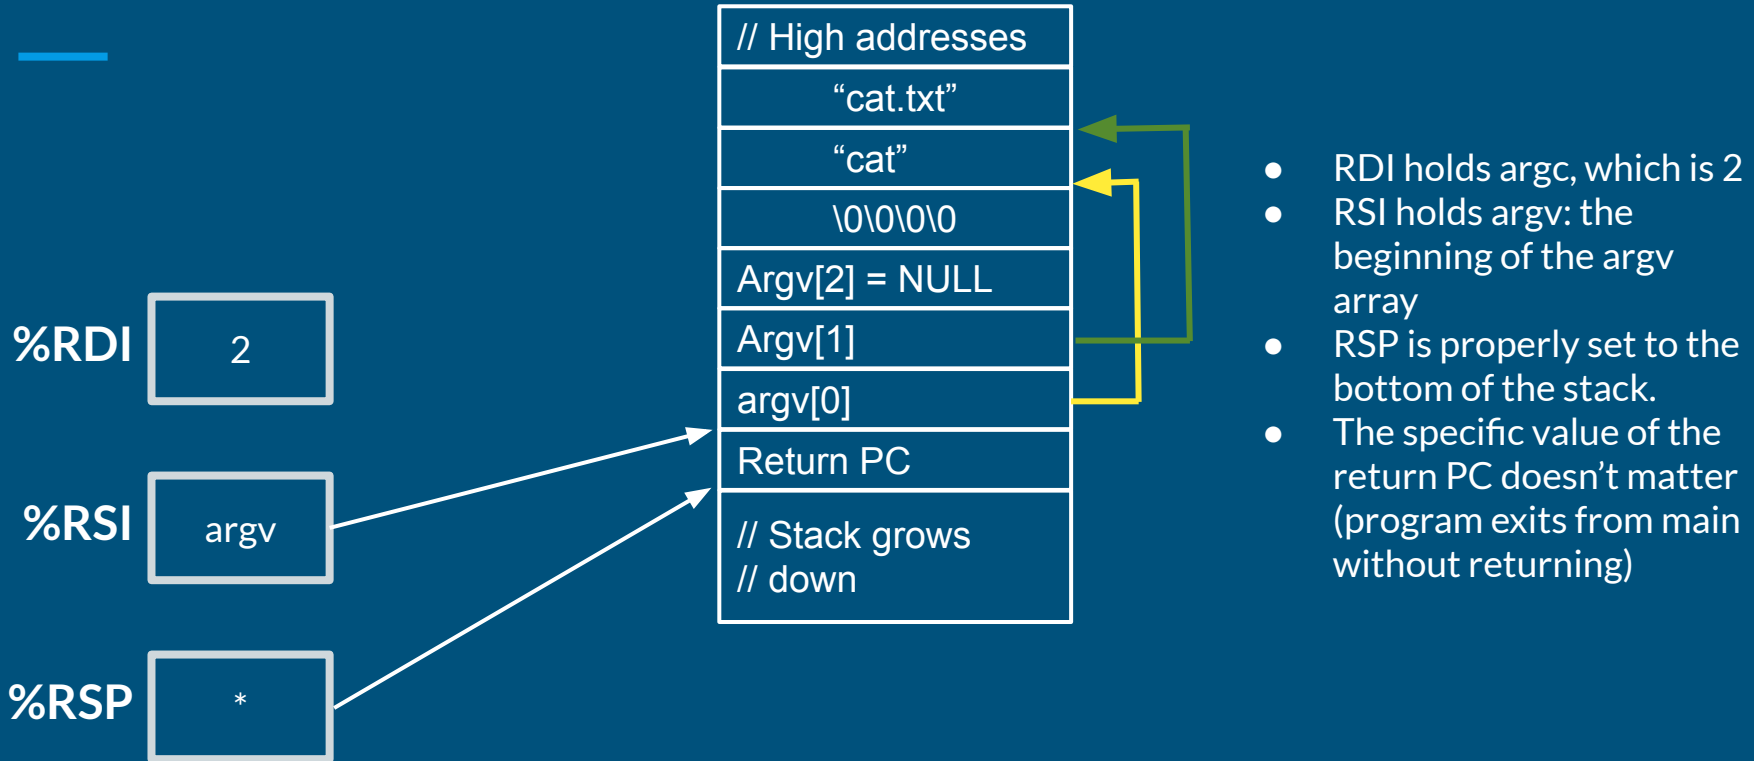 // High addresses
“cat.txt”
“cat”
\0\0\0\0
Argv[2] = NULL
Argv[1]
argv[0]
Return PC
// Stack grows
// down
%RDI
2
%RSI
argv
%RSP
*
● RDI holds argc, which is 2
● RSI holds argv: the
beginning of the argv
array
● RSP is properly set to the
bottom of the stack.
● The specific value of the
return PC doesn’t matter
(program exits from main
without returning)